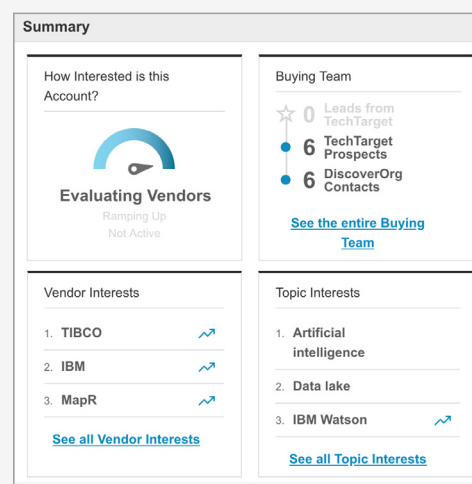 Summary
How Interested is this
Account?
Evaluating Vendors
Ramping Up
Not Active
Buying Team
0 Leads from
TechTarget
6 TechTarget
Prospects
6 DiscoverOrg
Contacts
See the entire Buying
Team
Vendor Interests
1. TIBCO
2. IBM
3. MapR
See all Vendor Interests
Topic Interests
1. Artificial
intelligence
2. Data lake
3. IBM Watson
See all Topic Interests